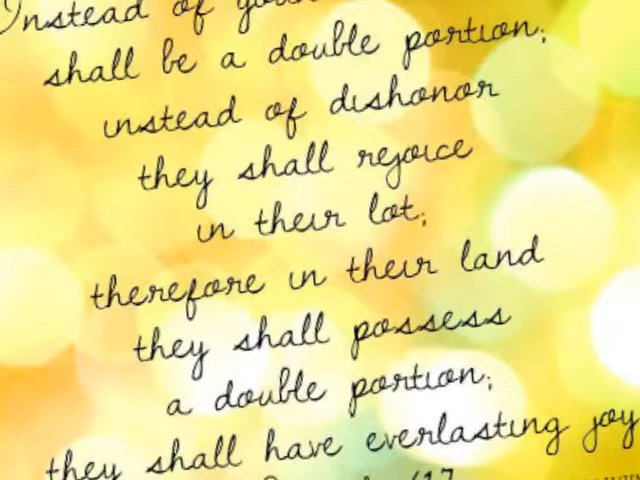 Instead of
shall be a double portion;
instead of dishonor
they shall rejoice
in their lot;
therefore in their land
they shall possess
a double portion;
they shall have everlasting joy